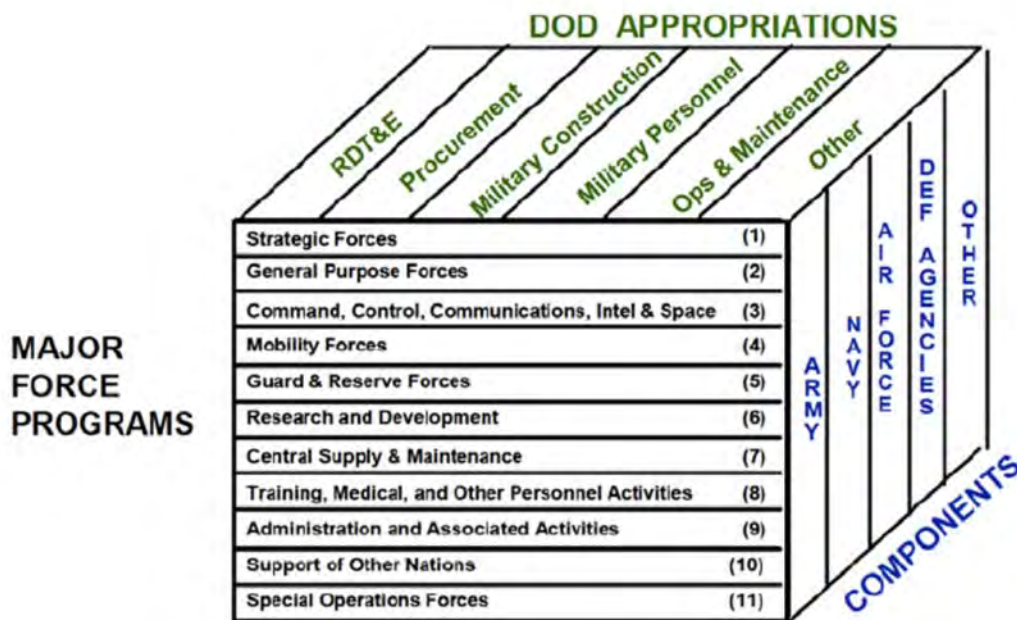 DOD APPROPRIATIONS
RDT&E
Procurement
Military Construction
Military Personnel
Ops & Maintenance
Other
MAJOR
FORCE
PROGRAMS
Strategic Forces (1)
General Purpose Forces (2)
Command, Control, Communications, Intel & Space (3)
Mobility Forces (4)
Guard & Reserve Forces (5)
Research and Development (6)
Central Supply & Maintenance (7)
Training, Medical, and Other Personnel Activities (8)
Administration and Associated Activities (9)
Support of Other Nations (10)
Special Operations Forces (11)
ARMY
NAVY
AIR FORCE
DEF AGENCIES
OTHER
COMPONENTS